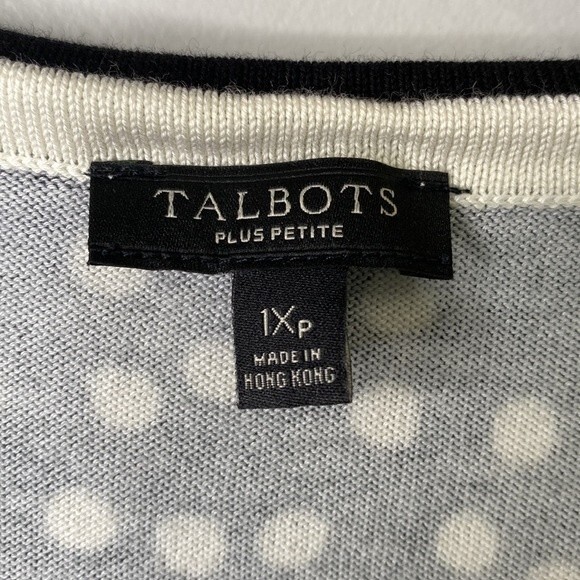 TALBOTS
PLUS PETITE
1XP
MADE IN
HONG KONG